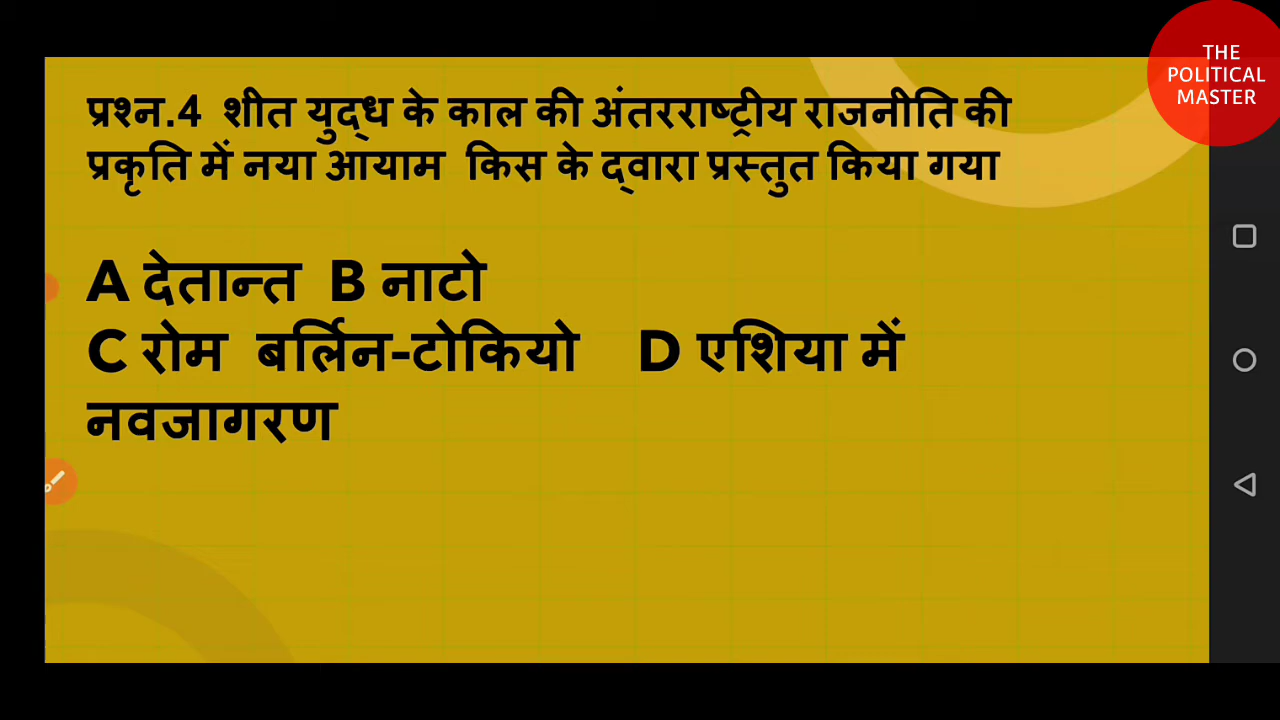 THE
POLITICAL
MASTER
प्रश्न.4 शीत युद्ध के काल की अंतरराष्ट्रीय राजनीति की
प्रकृति में नया आयाम किस के द्वारा प्रस्तुत किया गया
A देतान्त B नाटो
C रोम बर्लिन-टोकियो D एशिया में
नवजागरण